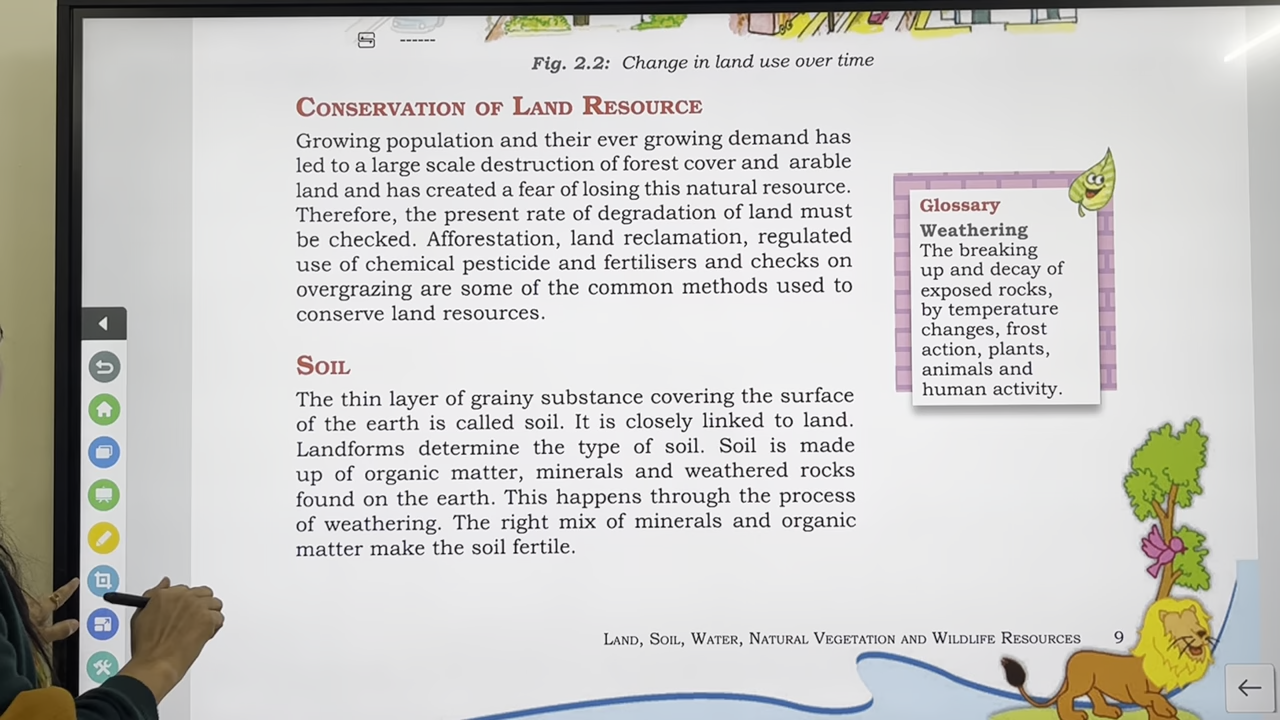 Fig. 2.2: Change in land use over time
CONSERVATION OF LAND RESOURCE
Growing population and their ever growing demand has
led to a large scale destruction of forest cover and arable
land and has created a fear of losing this natural resource.
Therefore, the present rate of degradation of land must
be checked. Afforestation, land reclamation, regulated
use of chemical pesticide and fertilisers and checks on
overgrazing are some of the common methods used to
conserve land resources.
SOIL
The thin layer of grainy substance covering the surface
of the earth is called soil. It is closely linked to land.
Landforms determine the type of soil. Soil is made
up of organic matter, minerals and weathered rocks
found on the earth. This happens through the process
of weathering. The right mix of minerals and organic
matter make the soil fertile.
Glossary
Weathering
The breaking
up and decay of
exposed rocks,
by temperature
changes, frost
action, plants,
animals and
human activity.
LAND, SOIL, WATER, NATURAL VEGETATION AND WILDLIFE RESOURCES 9